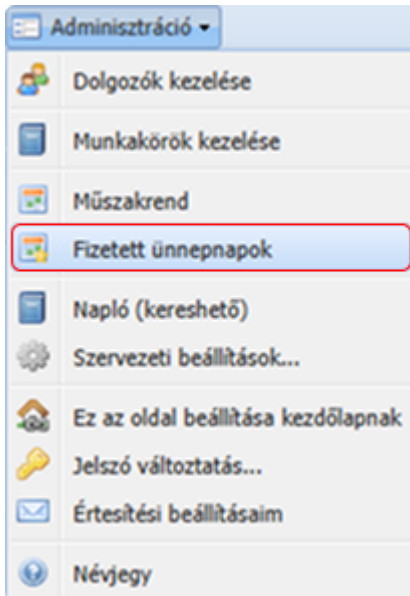 Adminisztráció
Dolgozók kezelése
Munkakörök kezelése
Műszakrend
Fizetett ünnepnapok
Napló (kereshető)
Szervezeti beállítások...
Ez az oldal beállítása kezdőlapnak
Jelszó változtatás...
Értesítési beállításaim
Névjegy